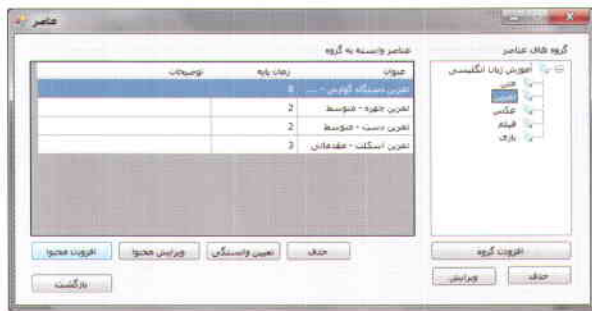 عناصر
گروه های عناصر
آموزش زبان انگلیسی
متن
تمرین
عکس
فیلم
بازی
افزودن گروه
حذف
ویرایش
عناصر وابسته به گروه
عنوان زمان پایه توضیحات
تمرین دستگاه گوارش - ... 8
تمرین چهره - متوسط 2
تمرین دست - متوسط 2
تمرین اسکلت - مقدماتی 3
حذف
تعیین وابستگی
ویرایش محتوا
افزودن محتوا
بازگشت